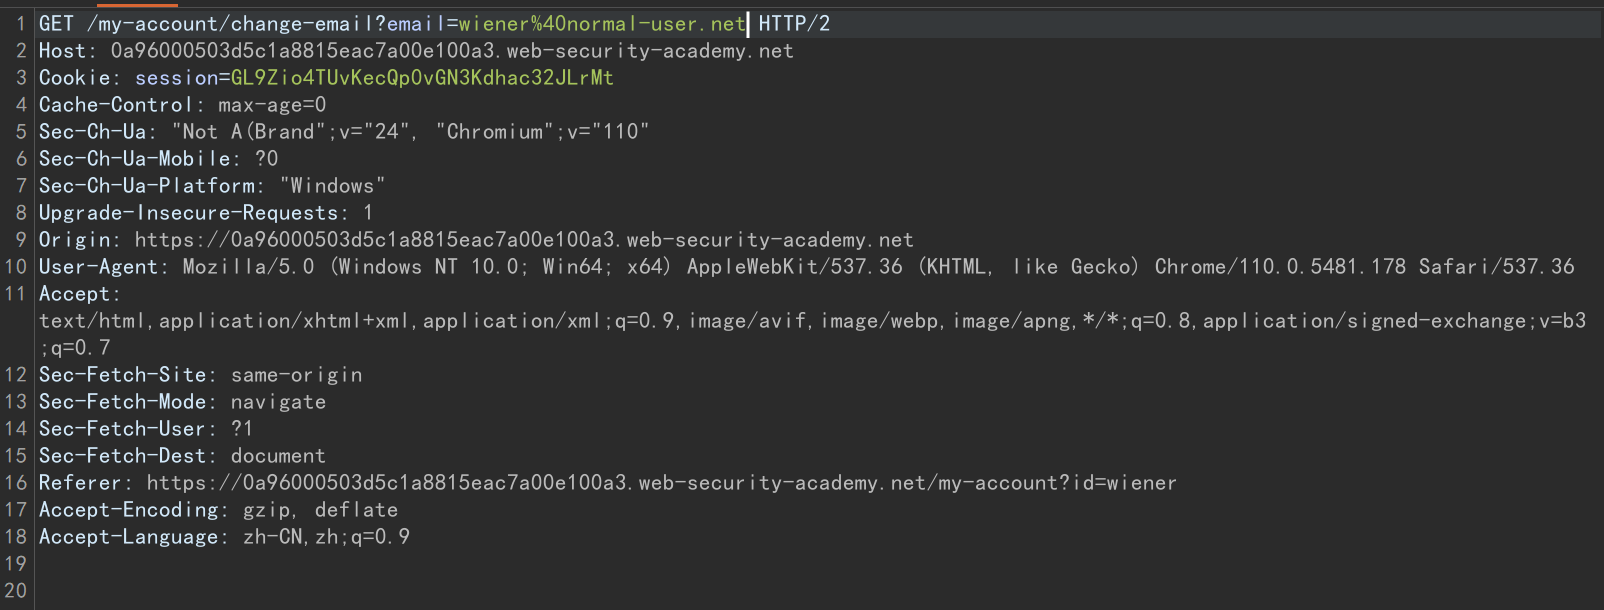 1 GET /my-account/change-email?email=wiener%40normal-user.net HTTP/2
2 Host: 0a96000503d5c1a8815eac7a00e100a3.web-security-academy.net
3 Cookie: session=GL9Zio4TUvKecQpOvGN3Kdhac32JLrMt
4 Cache-Control: max-age=0
5 Sec-Ch-Ua: "Not A(Brand";v="24", "Chromium";v="110"
6 Sec-Ch-Ua-Mobile: ?0
7 Sec-Ch-Ua-Platform: "Windows"
8 Upgrade-Insecure-Requests: 1
9 Origin: https://0a96000503d5c1a8815eac7a00e100a3.web-security-academy.net
10 User-Agent: Mozilla/5.0 (Windows NT 10.0; Win64; x64) AppleWebKit/537.36 (KHTML, like Gecko) Chrome/110.0.5481.178 Safari/537.36
11 Accept:
text/html,application/xhtml+xml,application/xml;q=0.9,image/avif,image/webp,image/apng,*/*;q=0.8,application/signed-exchange;v=b3
;q=0.7
12 Sec-Fetch-Site: same-origin
13 Sec-Fetch-Mode: navigate
14 Sec-Fetch-User: ?1
15 Sec-Fetch-Dest: document
16 Referer: https://0a96000503d5c1a8815eac7a00e100a3.web-security-academy.net/my-account?id=wiener
17 Accept-Encoding: gzip, deflate
18 Accept-Language: zh-CN,zh;q=0.9
19
20